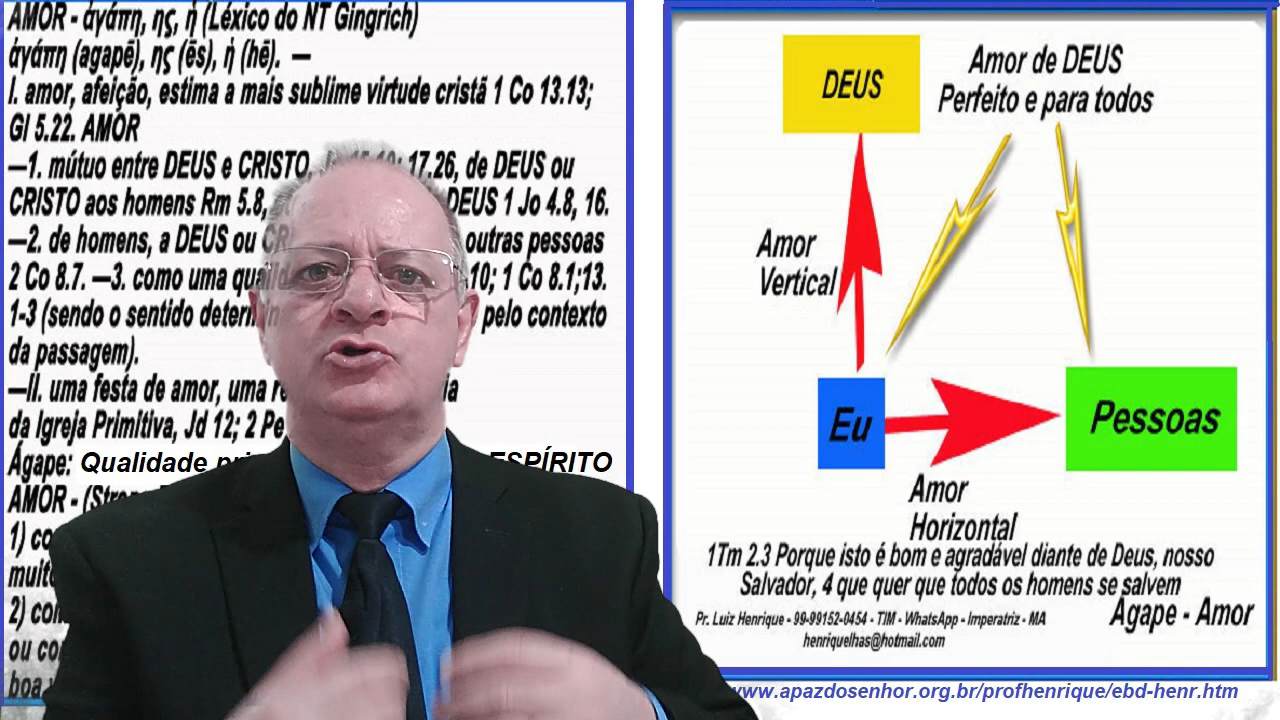 AMOR - ἀγάπη, ης, ἡ (Léxico do NT Gingrich)
ἀγάπη (agapē), ης (ēs), ἡ (hē). —
I. amor, afeição, estima a mais sublime virtude cristã 1 Co 13.13;
Gl 5.22. AMOR
—1. mútuo entre DEUS e CRISTO, 17.26, de DEUS ou
CRISTO aos homens Rm 5.8, DEUS 1 Jo 4.8, 16.
—2. de homens, a DEUS ou outras pessoas
2 Co 8.7. —3. como uma 10; 1 Co 8.1;13.
1-3 (sendo o sentido pelo contexto
da passagem).
—II. uma festa de amor, uma
da Igreja Primitiva, Jd 12; 2 Pe
Ágape: Qualidade ESPÍRITO
AMOR -
1)
2)
ou
boa
DEUS
Amor de DEUS
Perfeito e para todos
Amor
Vertical
Eu
Pessoas
Amor
Horizontal
1Tm 2.3 Porque isto é bom e agradável diante de Deus, nosso
Salvador, 4 que quer que todos os homens se salvem
Ágape - Amor
Pr. Luiz Henrique - 99-99152-0454 - TIM - WhatsApp - Imperatriz - MA
henriquelhas@hotmail.com
www.apazdosenhor.org.br/profhenrique/ebd-henr.htm